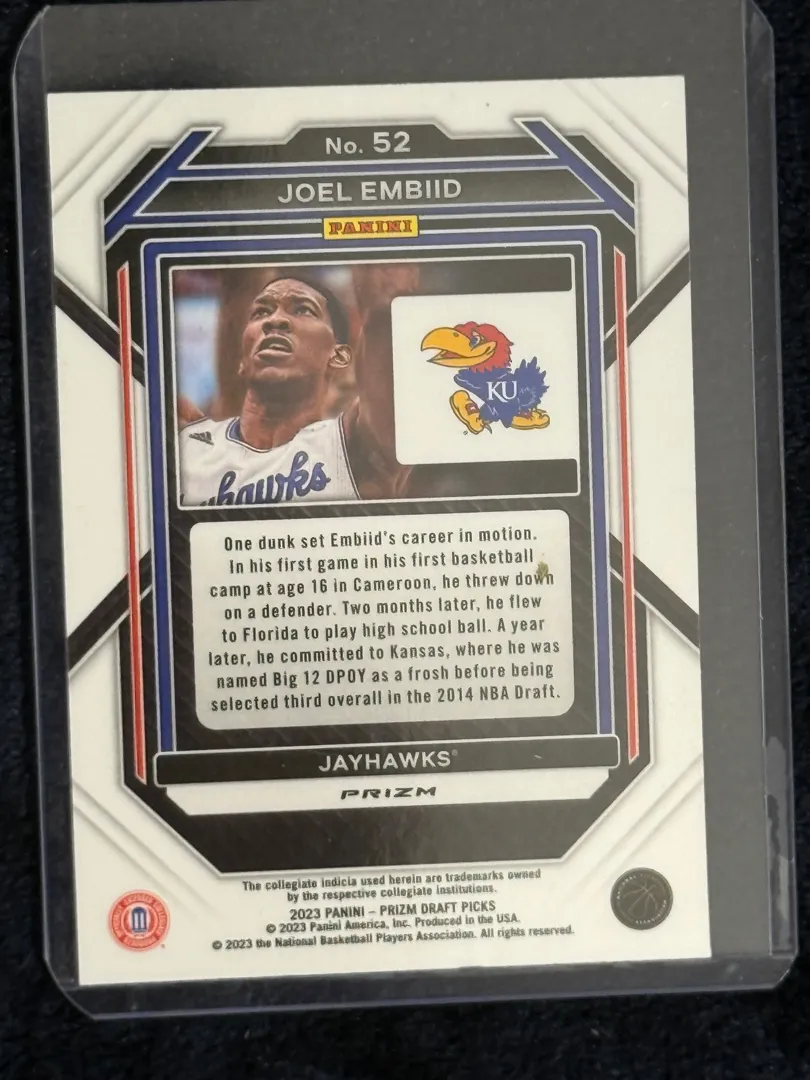 No. 52
JOEL EMBIID
PANINI
KU
yhawks
One dunk set Embiid's career in motion.
In his first game in his first basketball
camp at age 16 in Cameroon, he threw down
on a defender. Two months later, he flew
to Florida to play high school ball. A year
later, he committed to Kansas, where he was
named Big 12 DPOY as a frosh before being
selected third overall in the 2014 NBA Draft.
JAYHAWKS®
PRIZM
The collegiate indicia used herein are trademarks owned
by the respective collegiate institutions.
2023 PANINI – PRIZM DRAFT PICKS
© 2023 Panini America, Inc. Produced in the USA.
© 2023 the National Basketball Players Association. All rights reserved.